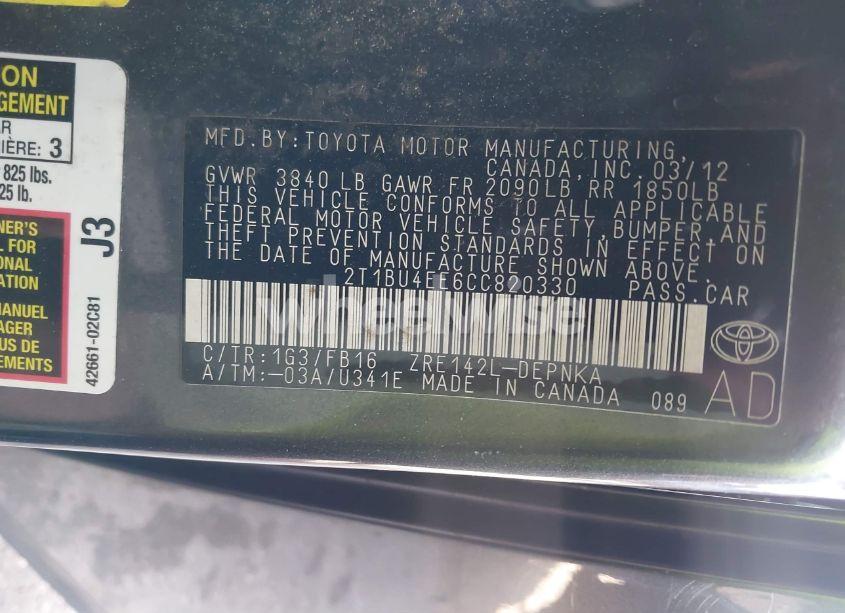 ON
GEMENT
AR
IÈRE: 3
825 lbs.
25 lb.
NER'S
L FOR
ONAL
ATION
MANUEL
AGER
US DE
J3
42661-02C81
MFD.BY:TOYOTA MOTOR MANUFACTURING,
CANADA,INC. 03/12
GVWR 3840 LB GAWR FR 2090LB RR 1850LB
THIS VEHICLE CONFORMS TO ALL APPLICABLE
FEDERAL MOTOR VEHICLE SAFETY,BUMPER,AND
THEFT PREVENTION STANDARDS IN EFFECT ON
THE DATE OF MANUFACTURE SHOWN ABOVE.
2T1BU4EE6CC820330 PASS.CAR
wheelwise
C/TR:1G3/FB16 ZRE142L-DEPNKA
A/TM:-03A/U341E MADE IN CANADA 089
AD